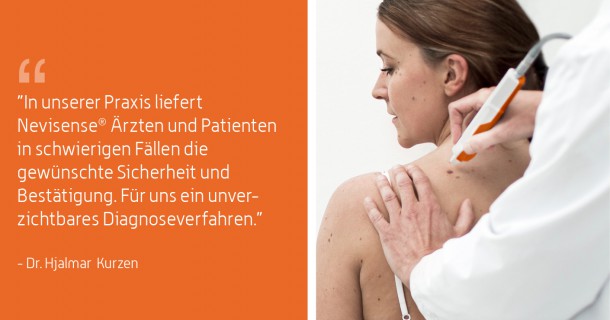 “
"In unserer Praxis liefert
Nevisense® Ärzten und Patienten
in schwierigen Fällen die
gewünschte Sicherheit und
Bestätigung. Für uns ein unver-
zichtbares Diagnoseverfahren."
- Dr. Hjalmar Kurzen